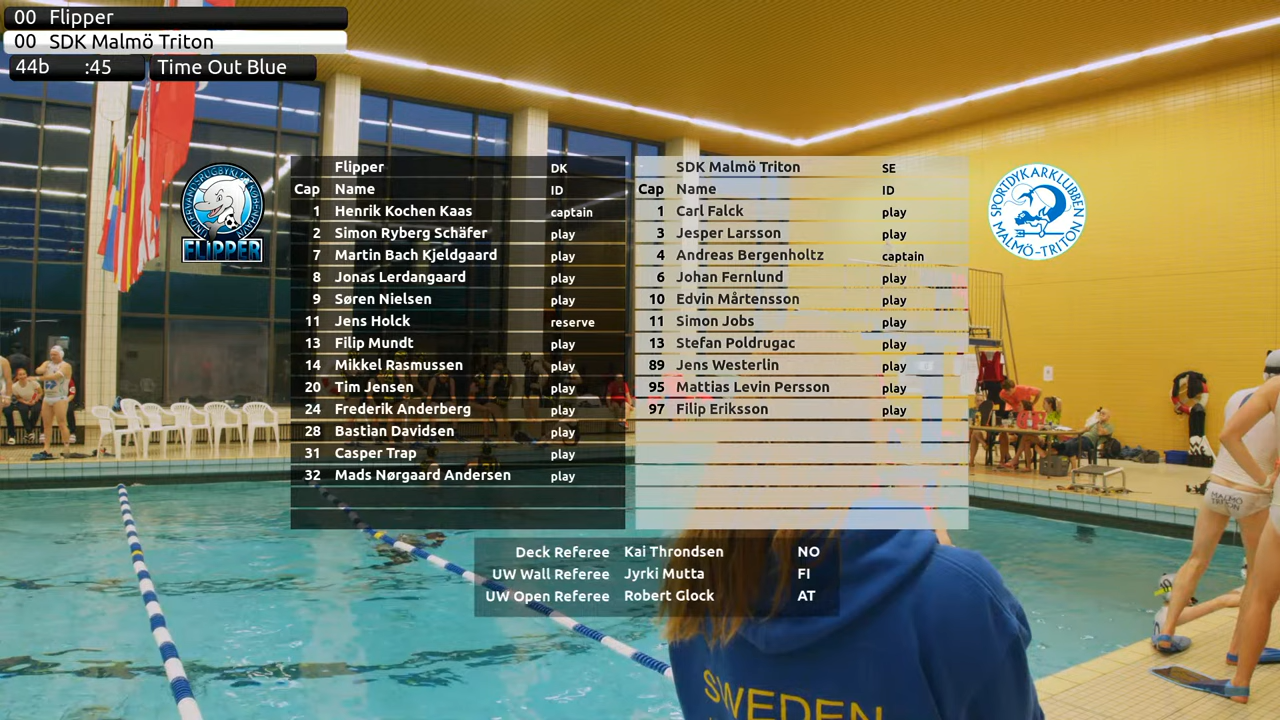 00 Flipper
00 SDK Malmö Triton
44b :45 Time Out Blue
Flipper DK
Cap Name ID
1 Henrik Kochen Kaas captain
2 Simon Ryberg Schäfer play
7 Martin Bach Kjeldgaard play
8 Jonas Lerdangaard play
9 Søren Nielsen play
11 Jens Holck reserve
13 Filip Mundt play
14 Mikkel Rasmussen play
20 Tim Jensen play
24 Frederik Anderberg play
28 Bastian Davidsen play
31 Casper Trap play
32 Mads Nørgaard Andersen play
SDK Malmö Triton SE
Cap Name ID
1 Carl Falck play
3 Jesper Larsson play
4 Andreas Bergenholtz captain
6 Johan Fernlund play
10 Edvin Mårtensson play
11 Simon Jobs play
13 Stefan Poldrugac play
89 Jens Westerlin play
95 Mattias Levin Persson play
97 Filip Eriksson play
Deck Referee Kai Throndsen NO
UW Wall Referee Jyrki Mutta FI
UW Open Referee Robert Glock AT
FLIPPER
SPORTDYKARKLUBBEN
MALMÖ-TRITON
MALMÖ
TRITON
SWEDEN